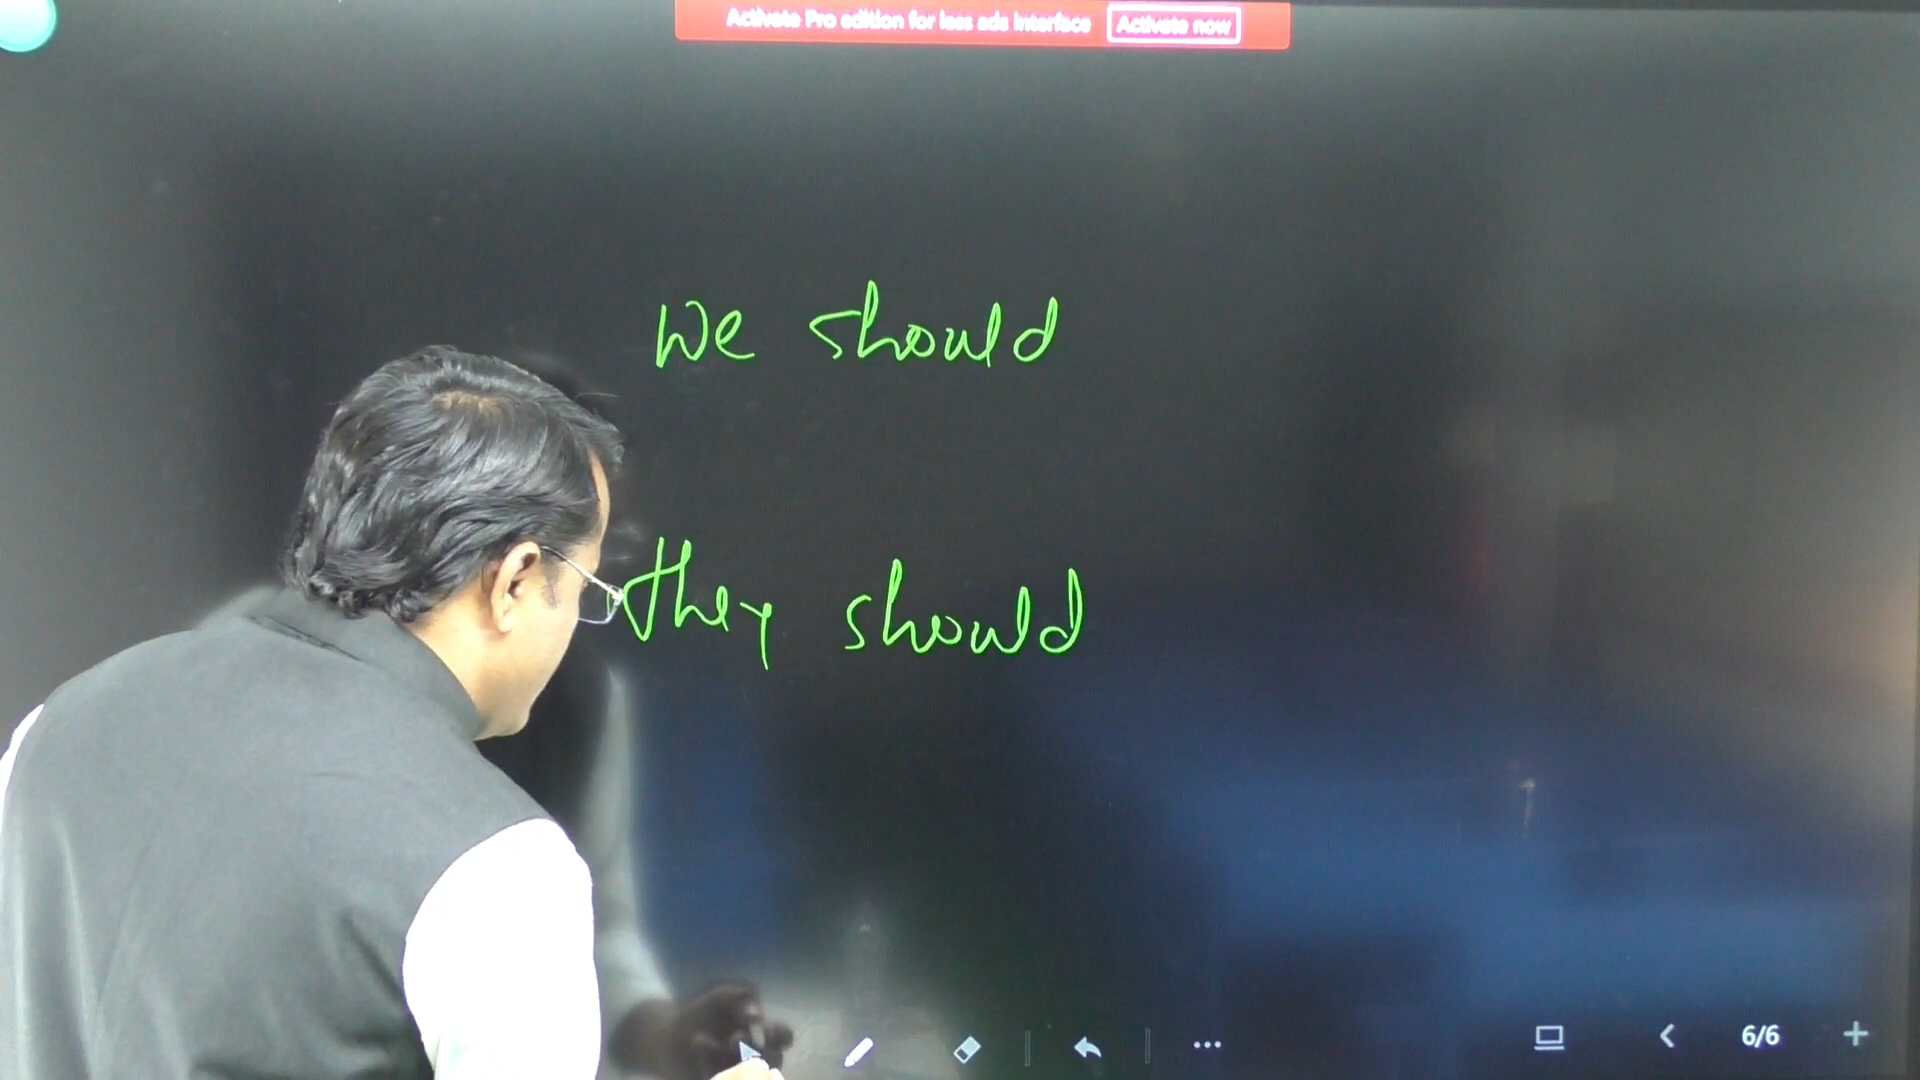 Activate Pro edition for less ads interface Activate now
We should
they should
6/6